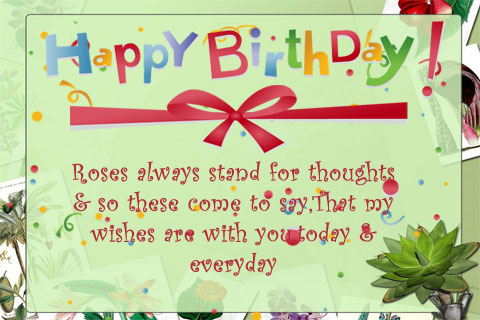 Happy BirthDay!
Roses always stand for thoughts
& so these come to say,That my
wishes are with you today &
everyday